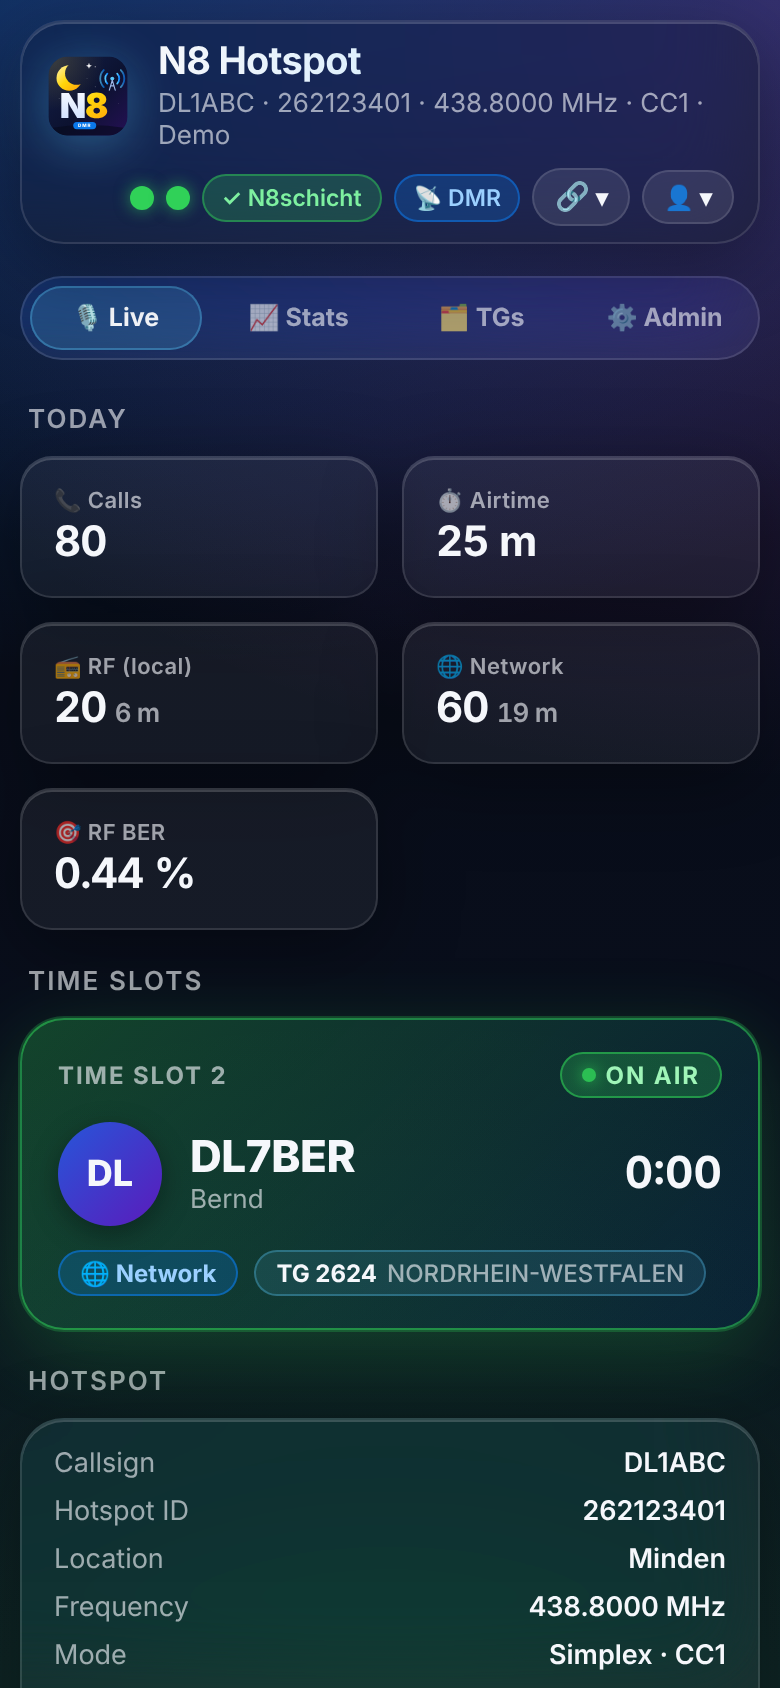 N8
DMR
N8 Hotspot
DL1ABC · 262123401 · 438.8000 MHz · CC1 ·
Demo
✓ N8schicht
📡 DMR
🔗 ▾
👤 ▾
🎙️ Live
📈 Stats
🗂️ TGs
⚙️ Admin
TODAY
📞 Calls
80
⏱️ Airtime
25 m
📻 RF (local)
20 6 m
🌐 Network
60 19 m
🎯 RF BER
0.44 %
TIME SLOTS
TIME SLOT 2
ON AIR
DL
DL7BER
Bernd
0:00
🌐 Network
TG 2624 NORDRHEIN-WESTFALEN
HOTSPOT
Callsign DL1ABC
Hotspot ID 262123401
Location Minden
Frequency 438.8000 MHz
Mode Simplex · CC1